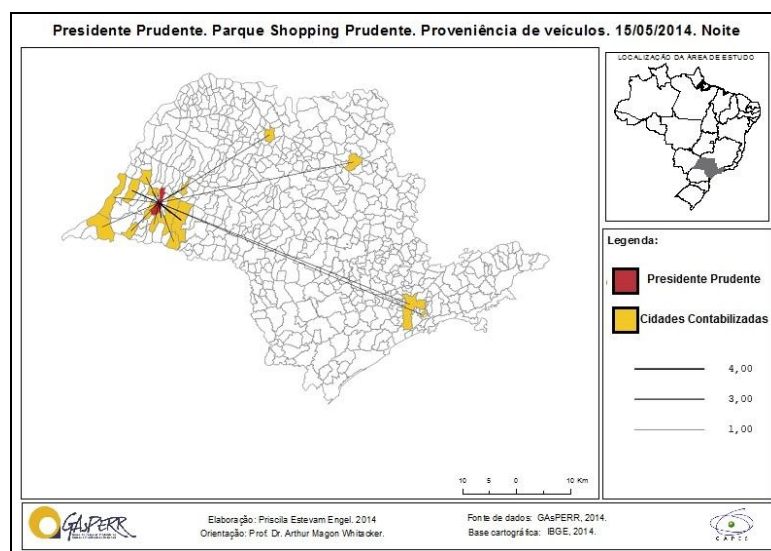 Presidente Prudente. Parque Shopping Prudente. Proveniência de veículos. 15/05/2014. Noite
LOCALIZAÇÃO DA ÁREA DE ESTUDO
Legenda:
Presidente Prudente
Cidades Contabilizadas
4,00
3,00
1,00
10 5 0 10 Km
GAsPERR
Elaboração: Priscila Estevam Engel. 2014
Orientação: Prof. Dr. Arthur Magon Whitacker.
Fonte de dados: GAsPERR, 2014.
Base cartográfica: IBGE, 2014.
CAPES